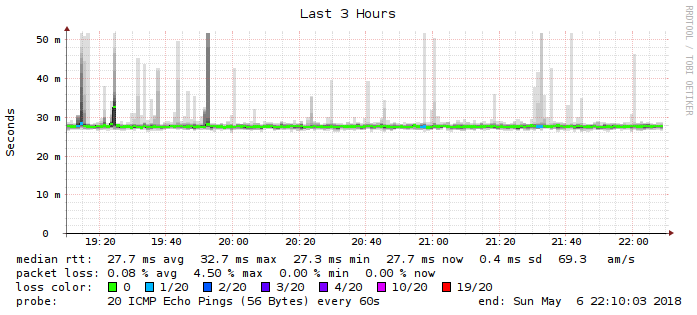 Last 3 Hours
RRDTOOL / TOBI OETIKER
Seconds
50 m
40 m
30 m
20 m
10 m
0
19:20 19:40 20:00 20:20 20:40 21:00 21:20 21:40 22:00
median rtt: 27.7 ms avg 32.7 ms max 27.3 ms min 27.7 ms now 0.4 ms sd 69.3 am/s
packet loss: 0.08 % avg 4.50 % max 0.00 % min 0.00 % now
loss color: 0 1/20 2/20 3/20 4/20 10/20 19/20
probe: 20 ICMP Echo Pings (56 Bytes) every 60s end: Sun May 6 22:10:03 2018